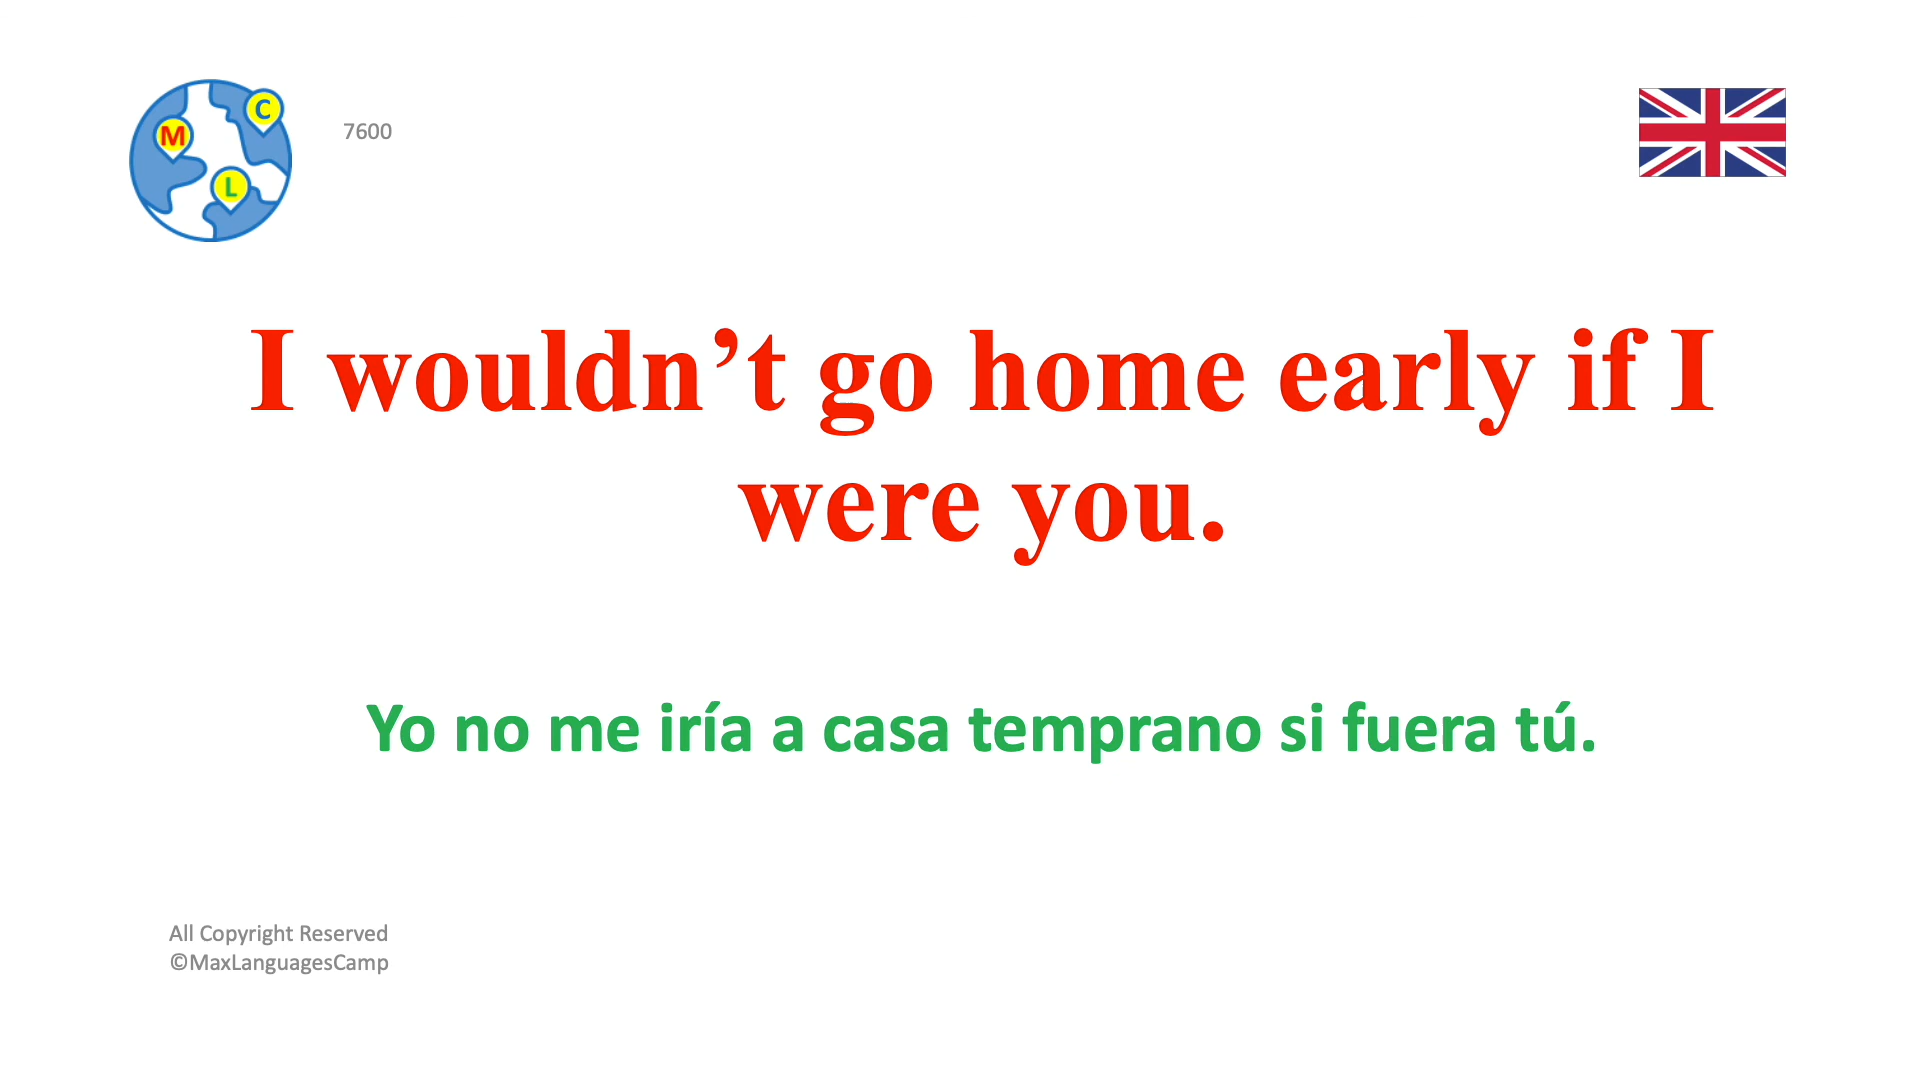 C
M
L
7600
I wouldn’t go home early if I
were you.
Yo no me iría a casa temprano si fuera tú.
All Copyright Reserved
©MaxLanguagesCamp